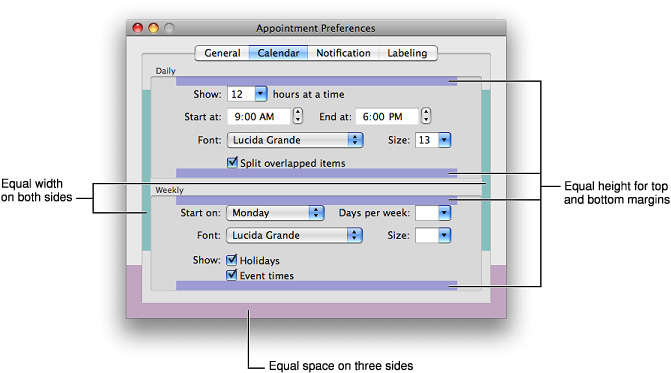 Appointment Preferences
General Calendar Notification Labeling
Daily
Show: 12 hours at a time
Start at: 9:00 AM End at: 6:00 PM
Font: Lucida Grande Size: 13
Split overlapped items
Equal width
on both sides
Equal height for top
and bottom margins
Weekly
Start on: Monday Days per week:
Font: Lucida Grande Size:
Show: Holidays
Event times
Equal space on three sides